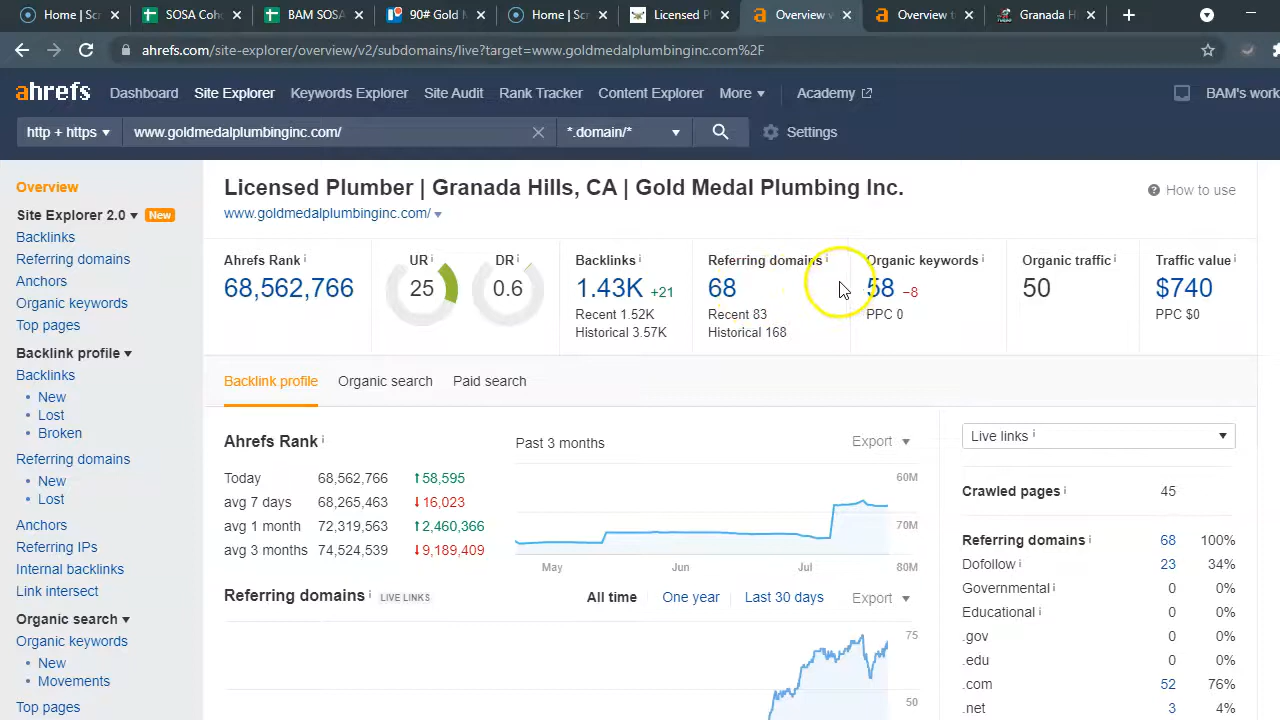 Home | Scr
SOSA Coh
BAM SOSA
90# Gold M
Home | Scr
Licensed P
Overview
Overview
Granada H
ahrefs.com/site-explorer/overview/v2/subdomains/live?target=www.goldmedalplumbinginc.com%2F
ahrefs
Dashboard
Site Explorer
Keywords Explorer
Site Audit
Rank Tracker
Content Explorer
More
Academy
BAM's work
http + https
www.goldmedalplumbinginc.com/
*.domain/*
Settings
Overview
Site Explorer 2.0
New
Backlinks
Referring domains
Anchors
Organic keywords
Top pages
Backlink profile
Backlinks
• New
• Lost
• Broken
Referring domains
• New
• Lost
Anchors
Referring IPs
Internal backlinks
Link intersect
Organic search
Organic keywords
• New
• Movements
Top pages
Licensed Plumber | Granada Hills, CA | Gold Medal Plumbing Inc.
How to use
www.goldmedalplumbinginc.com/
Ahrefs Rank
68,562,766
UR
25
DR
0.6
Backlinks
1.43K +21
Recent 1.52K
Historical 3.57K
Referring domains
68
Recent 83
Historical 168
Organic keywords
58 −8
PPC 0
Organic traffic
50
Traffic value
$740
PPC $0
Backlink profile
Organic search
Paid search
Ahrefs Rank
Past 3 months
Export
Today 68,562,766 ↑58,595
avg 7 days 68,265,463 ↓16,023
avg 1 month 72,319,563 ↑2,460,366
avg 3 months 74,524,539 ↓9,189,409
60M
70M
80M
May
Jun
Jul
Referring domains LIVE LINKS
All time
One year
Last 30 days
Export
75
50
Live links
Crawled pages 45
Referring domains 68 100%
Dofollow 23 34%
Governmental 0 0%
Educational 0 0%
.gov 0 0%
.edu 0 0%
.com 52 76%
.net 3 4%